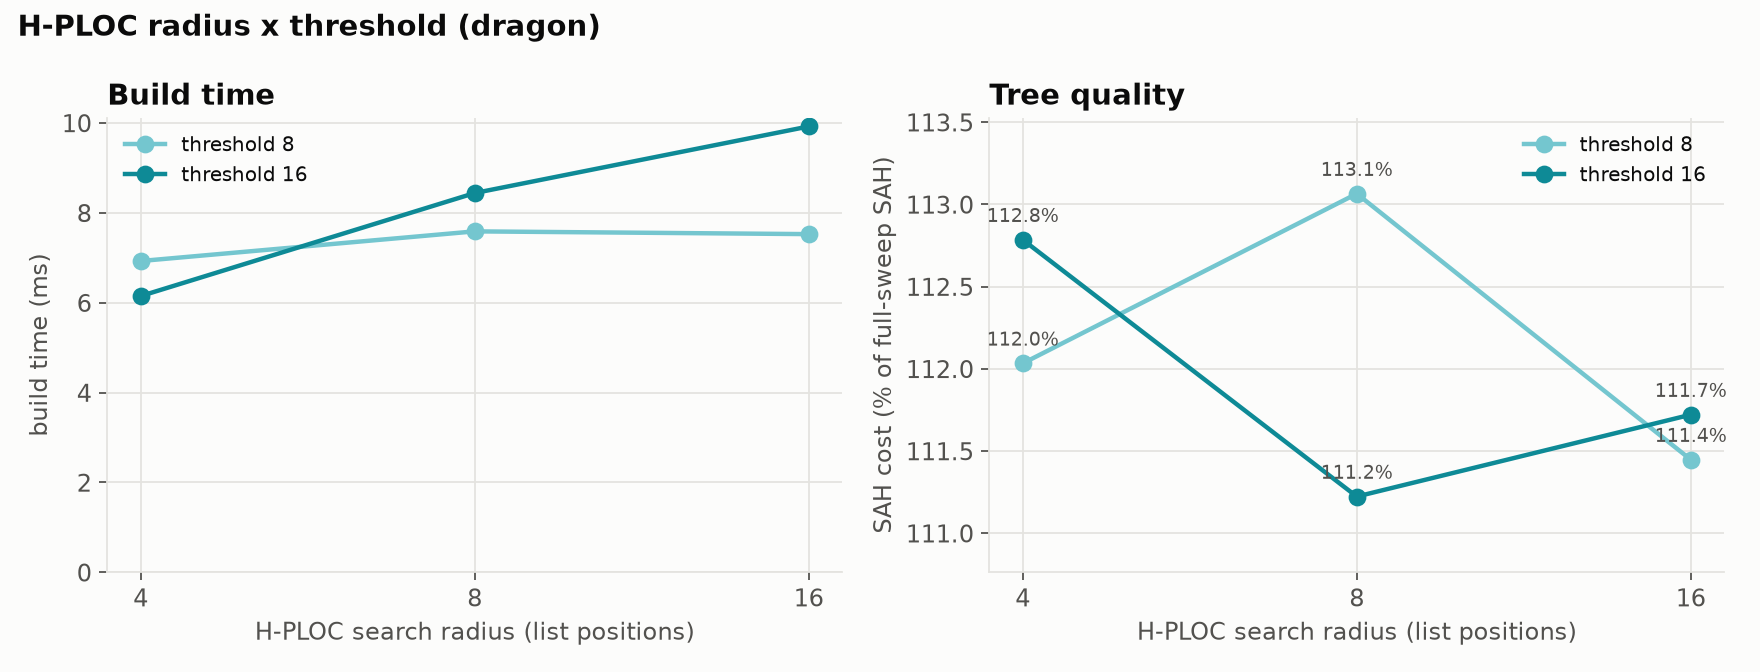 H-PLOC radius x threshold (dragon)
Build time
threshold 8
threshold 16
10
8
6
4
2
0
build time (ms)
4
8
16
H-PLOC search radius (list positions)
Tree quality
threshold 8
threshold 16
113.5
113.0
112.5
112.0
111.5
111.0
SAH cost (% of full-sweep SAH)
113.1%
112.8%
112.0%
111.7%
111.4%
111.2%
4
8
16
H-PLOC search radius (list positions)